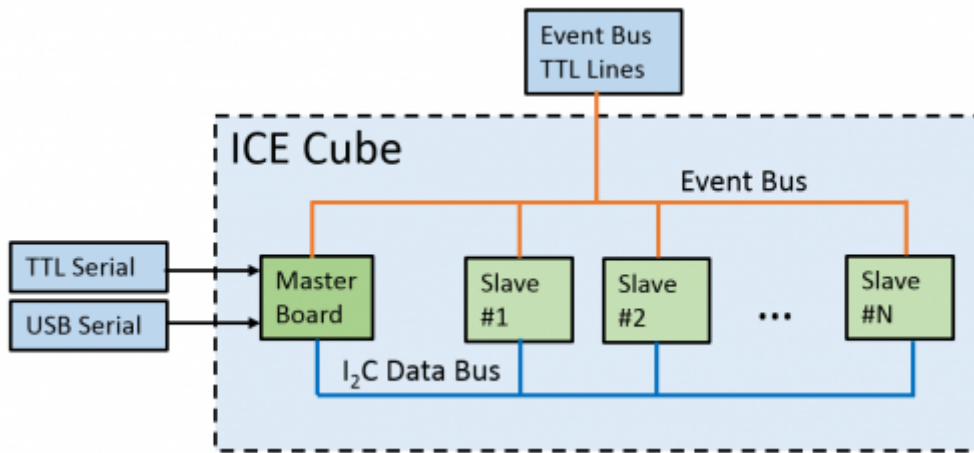 Event Bus
TTL Lines
ICE Cube
Event Bus
TTL Serial
USB Serial
Master
Board
Slave
#1
Slave
#2
...
Slave
#N
I₂C Data Bus